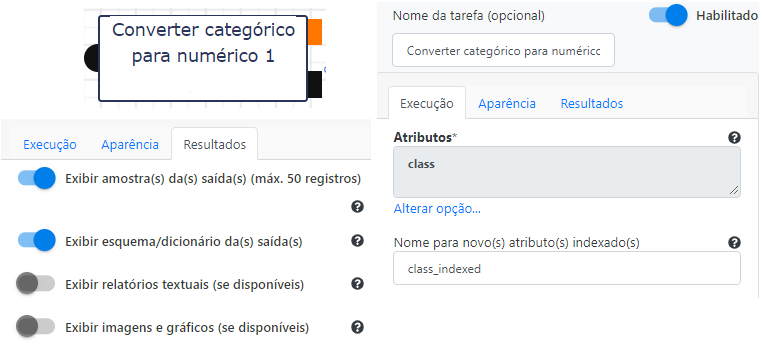 Converter categórico
para numérico 1
Execução Aparência Resultados
Exibir amostra(s) da(s) saída(s) (máx. 50 registros)
Exibir esquema/dicionário da(s) saída(s)
Exibir relatórios textuais (se disponíveis)
Exibir imagens e gráficos (se disponíveis)
Nome da tarefa (opcional) Habilitado
Converter categórico para numéricc
Execução Aparência Resultados
Atributos*
class
Alterar opção...
Nome para novo(s) atributo(s) indexado(s)
class_indexed